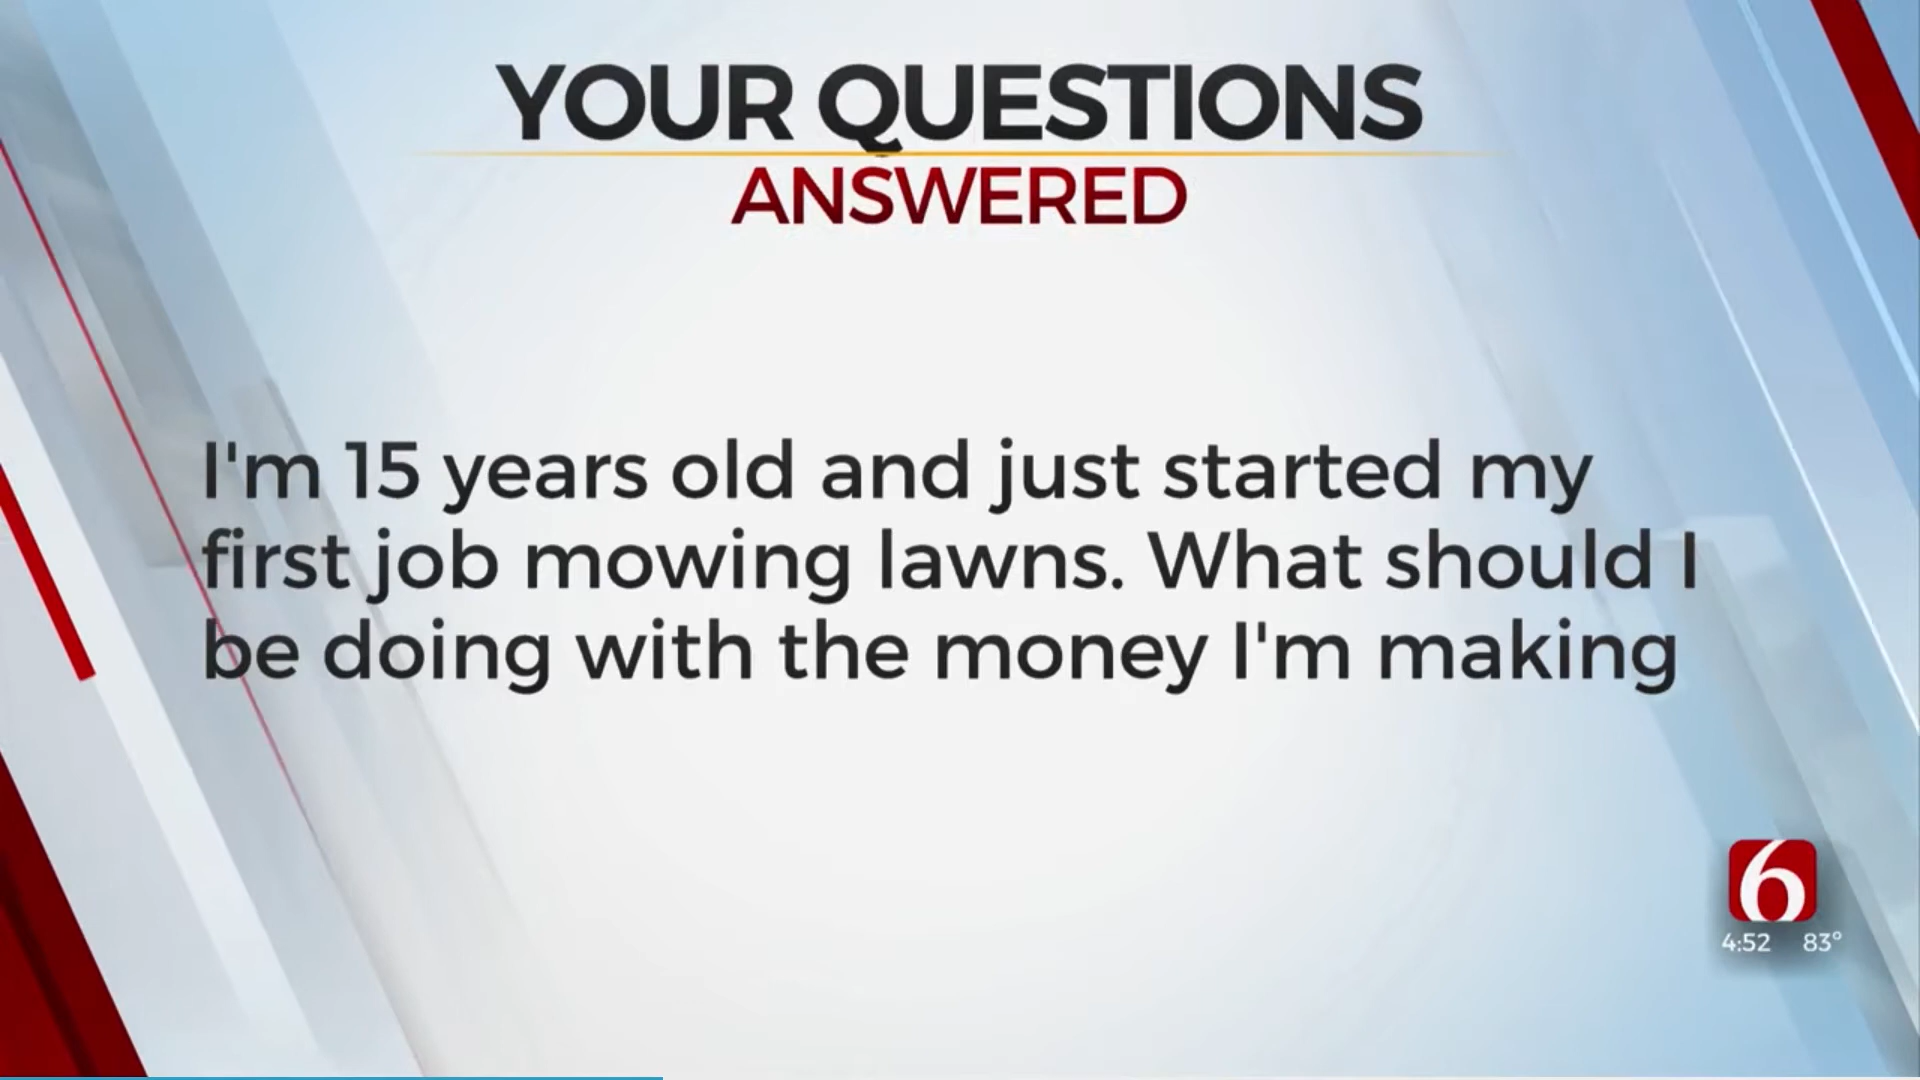 YOUR QUESTIONS
ANSWERED
I'm 15 years old and just started my
first job mowing lawns. What should I
be doing with the money I'm making
6
4:52 83°